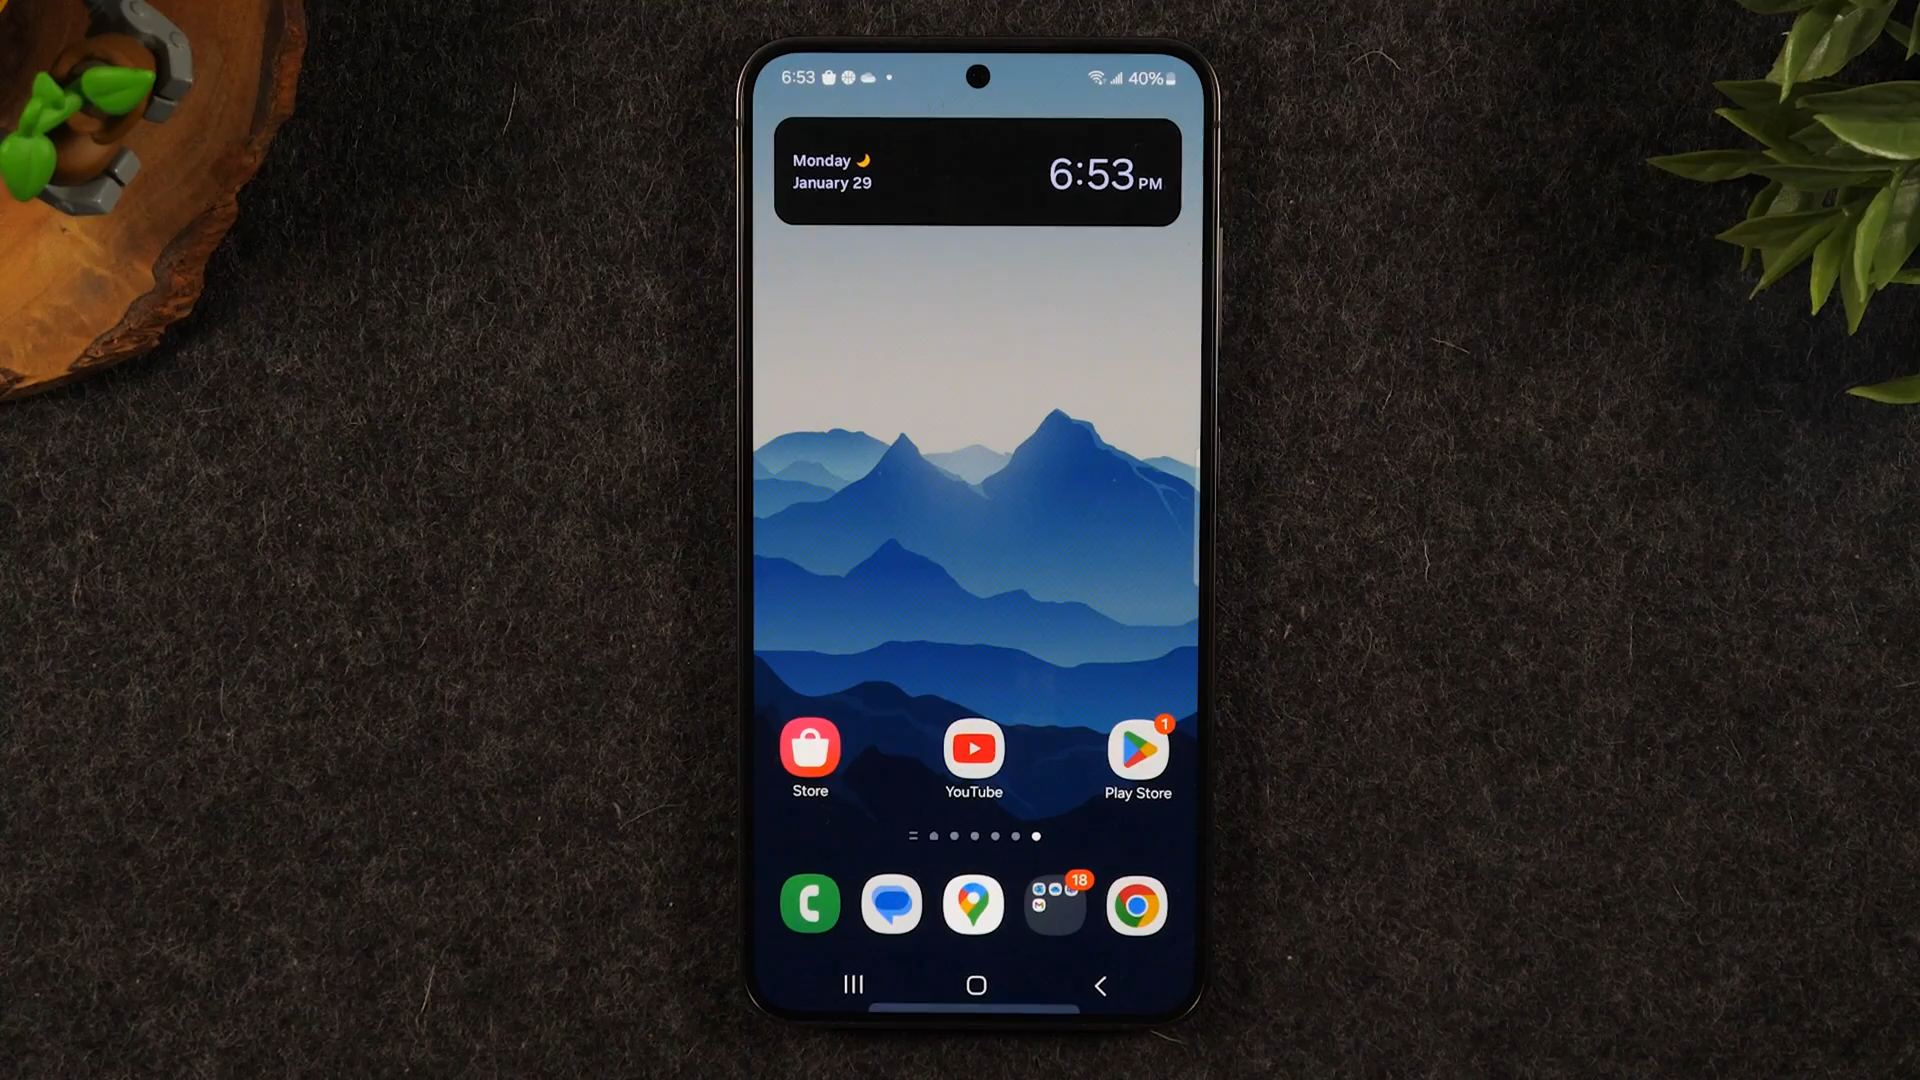 6:53
40%
Monday
January 29
6:53 PM
1
Store
YouTube
Play Store
18